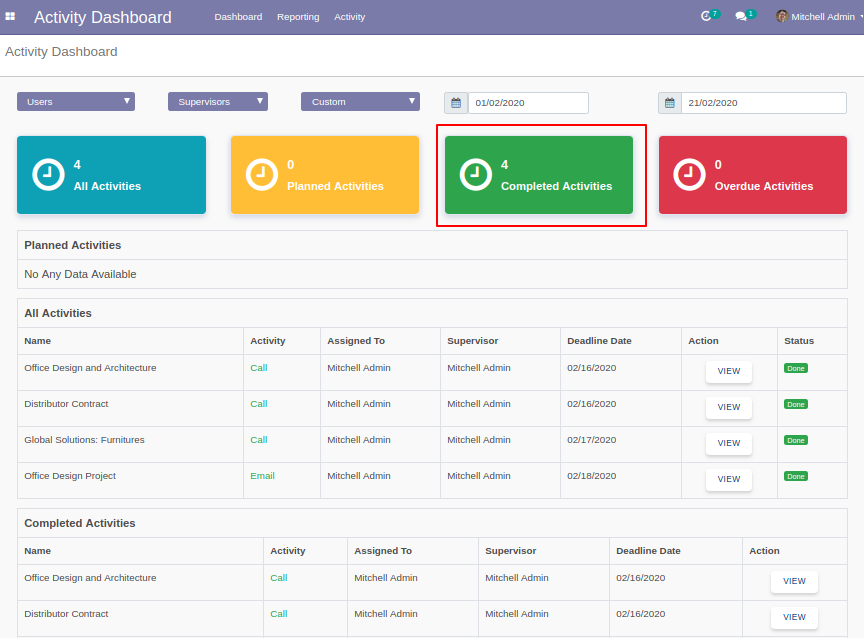 Activity Dashboard Dashboard Reporting Activity 7 1 Mitchell Admin
Activity Dashboard
Users Supervisors Custom 01/02/2020 21/02/2020
4 0 4 0
All Activities Planned Activities Completed Activities Overdue Activities
Planned Activities
No Any Data Available
All Activities
Name Activity Assigned To Supervisor Deadline Date Action Status
Office Design and Architecture Call Mitchell Admin Mitchell Admin 02/16/2020 VIEW Done
Distributor Contract Call Mitchell Admin Mitchell Admin 02/16/2020 VIEW Done
Global Solutions: Furnitures Call Mitchell Admin Mitchell Admin 02/17/2020 VIEW Done
Office Design Project Email Mitchell Admin Mitchell Admin 02/18/2020 VIEW Done
Completed Activities
Name Activity Assigned To Supervisor Deadline Date Action
Office Design and Architecture Call Mitchell Admin Mitchell Admin 02/16/2020 VIEW
Distributor Contract Call Mitchell Admin Mitchell Admin 02/16/2020 VIEW